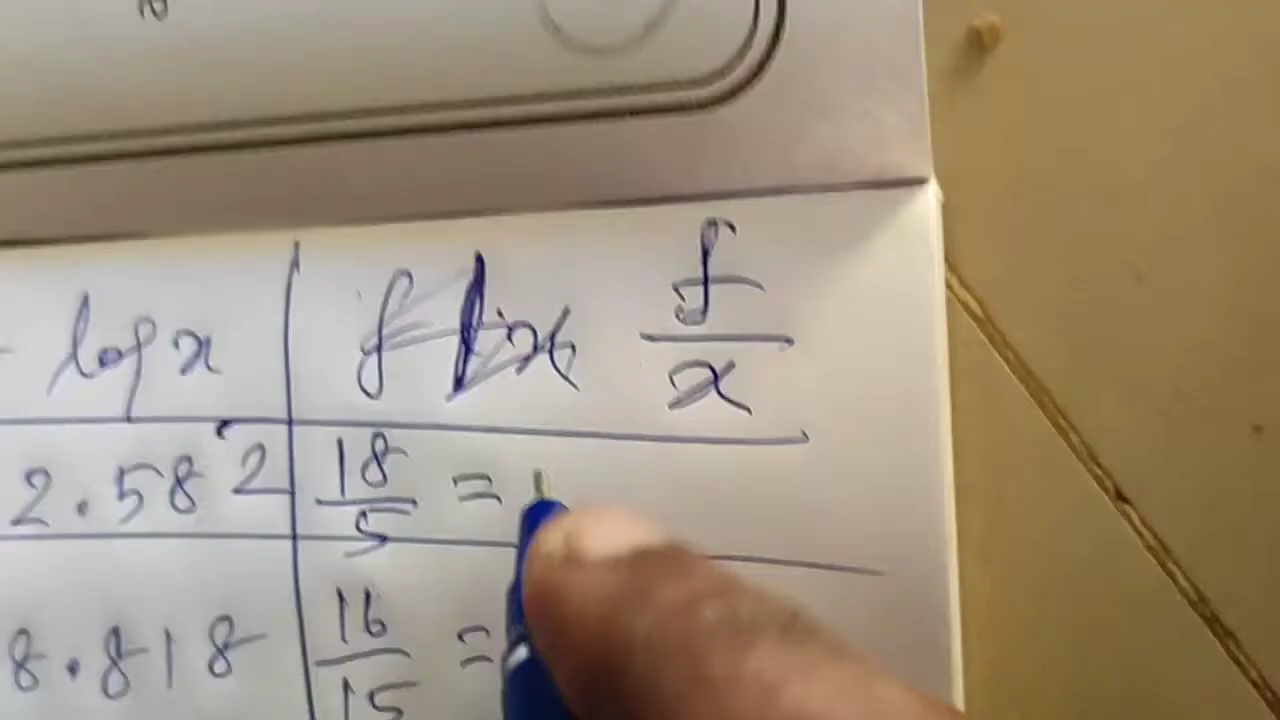 log x f/x
2.582 18/5 =
8.818 16/15 =